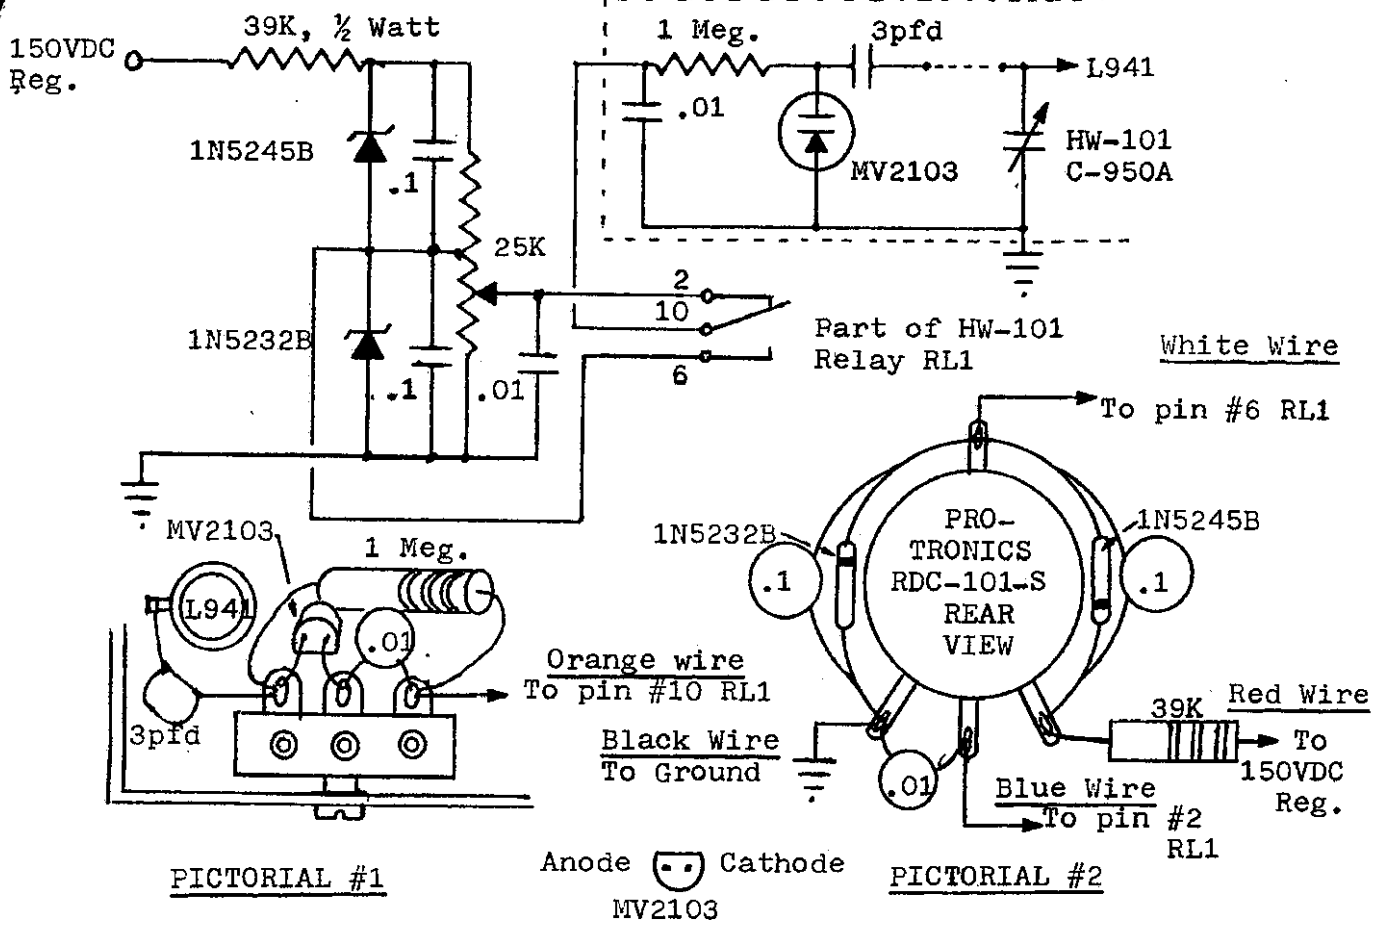 39K, ½ Watt
150VDC
Reg.
1 Meg.
3pfd
L941
.01
1N5245B
.1
MV2103
HW-101
C-950A
25K
2
10
6
Part of HW-101
Relay RL1
1N5232B
.1
.01
White Wire
To pin #6 RL1
MV2103
1 Meg.
L941
.01
3pfd
Orange wire
To pin #10 RL1
Black Wire
To Ground
1N5232B
1N5245B
.1
PRO-
TRONICS
RDC-101-S
REAR
VIEW
.1
Red Wire
39K
To
150VDC
Reg.
.01
Blue Wire
To pin #2
RL1
PICTORIAL #1
Anode
Cathode
MV2103
PICTORIAL #2